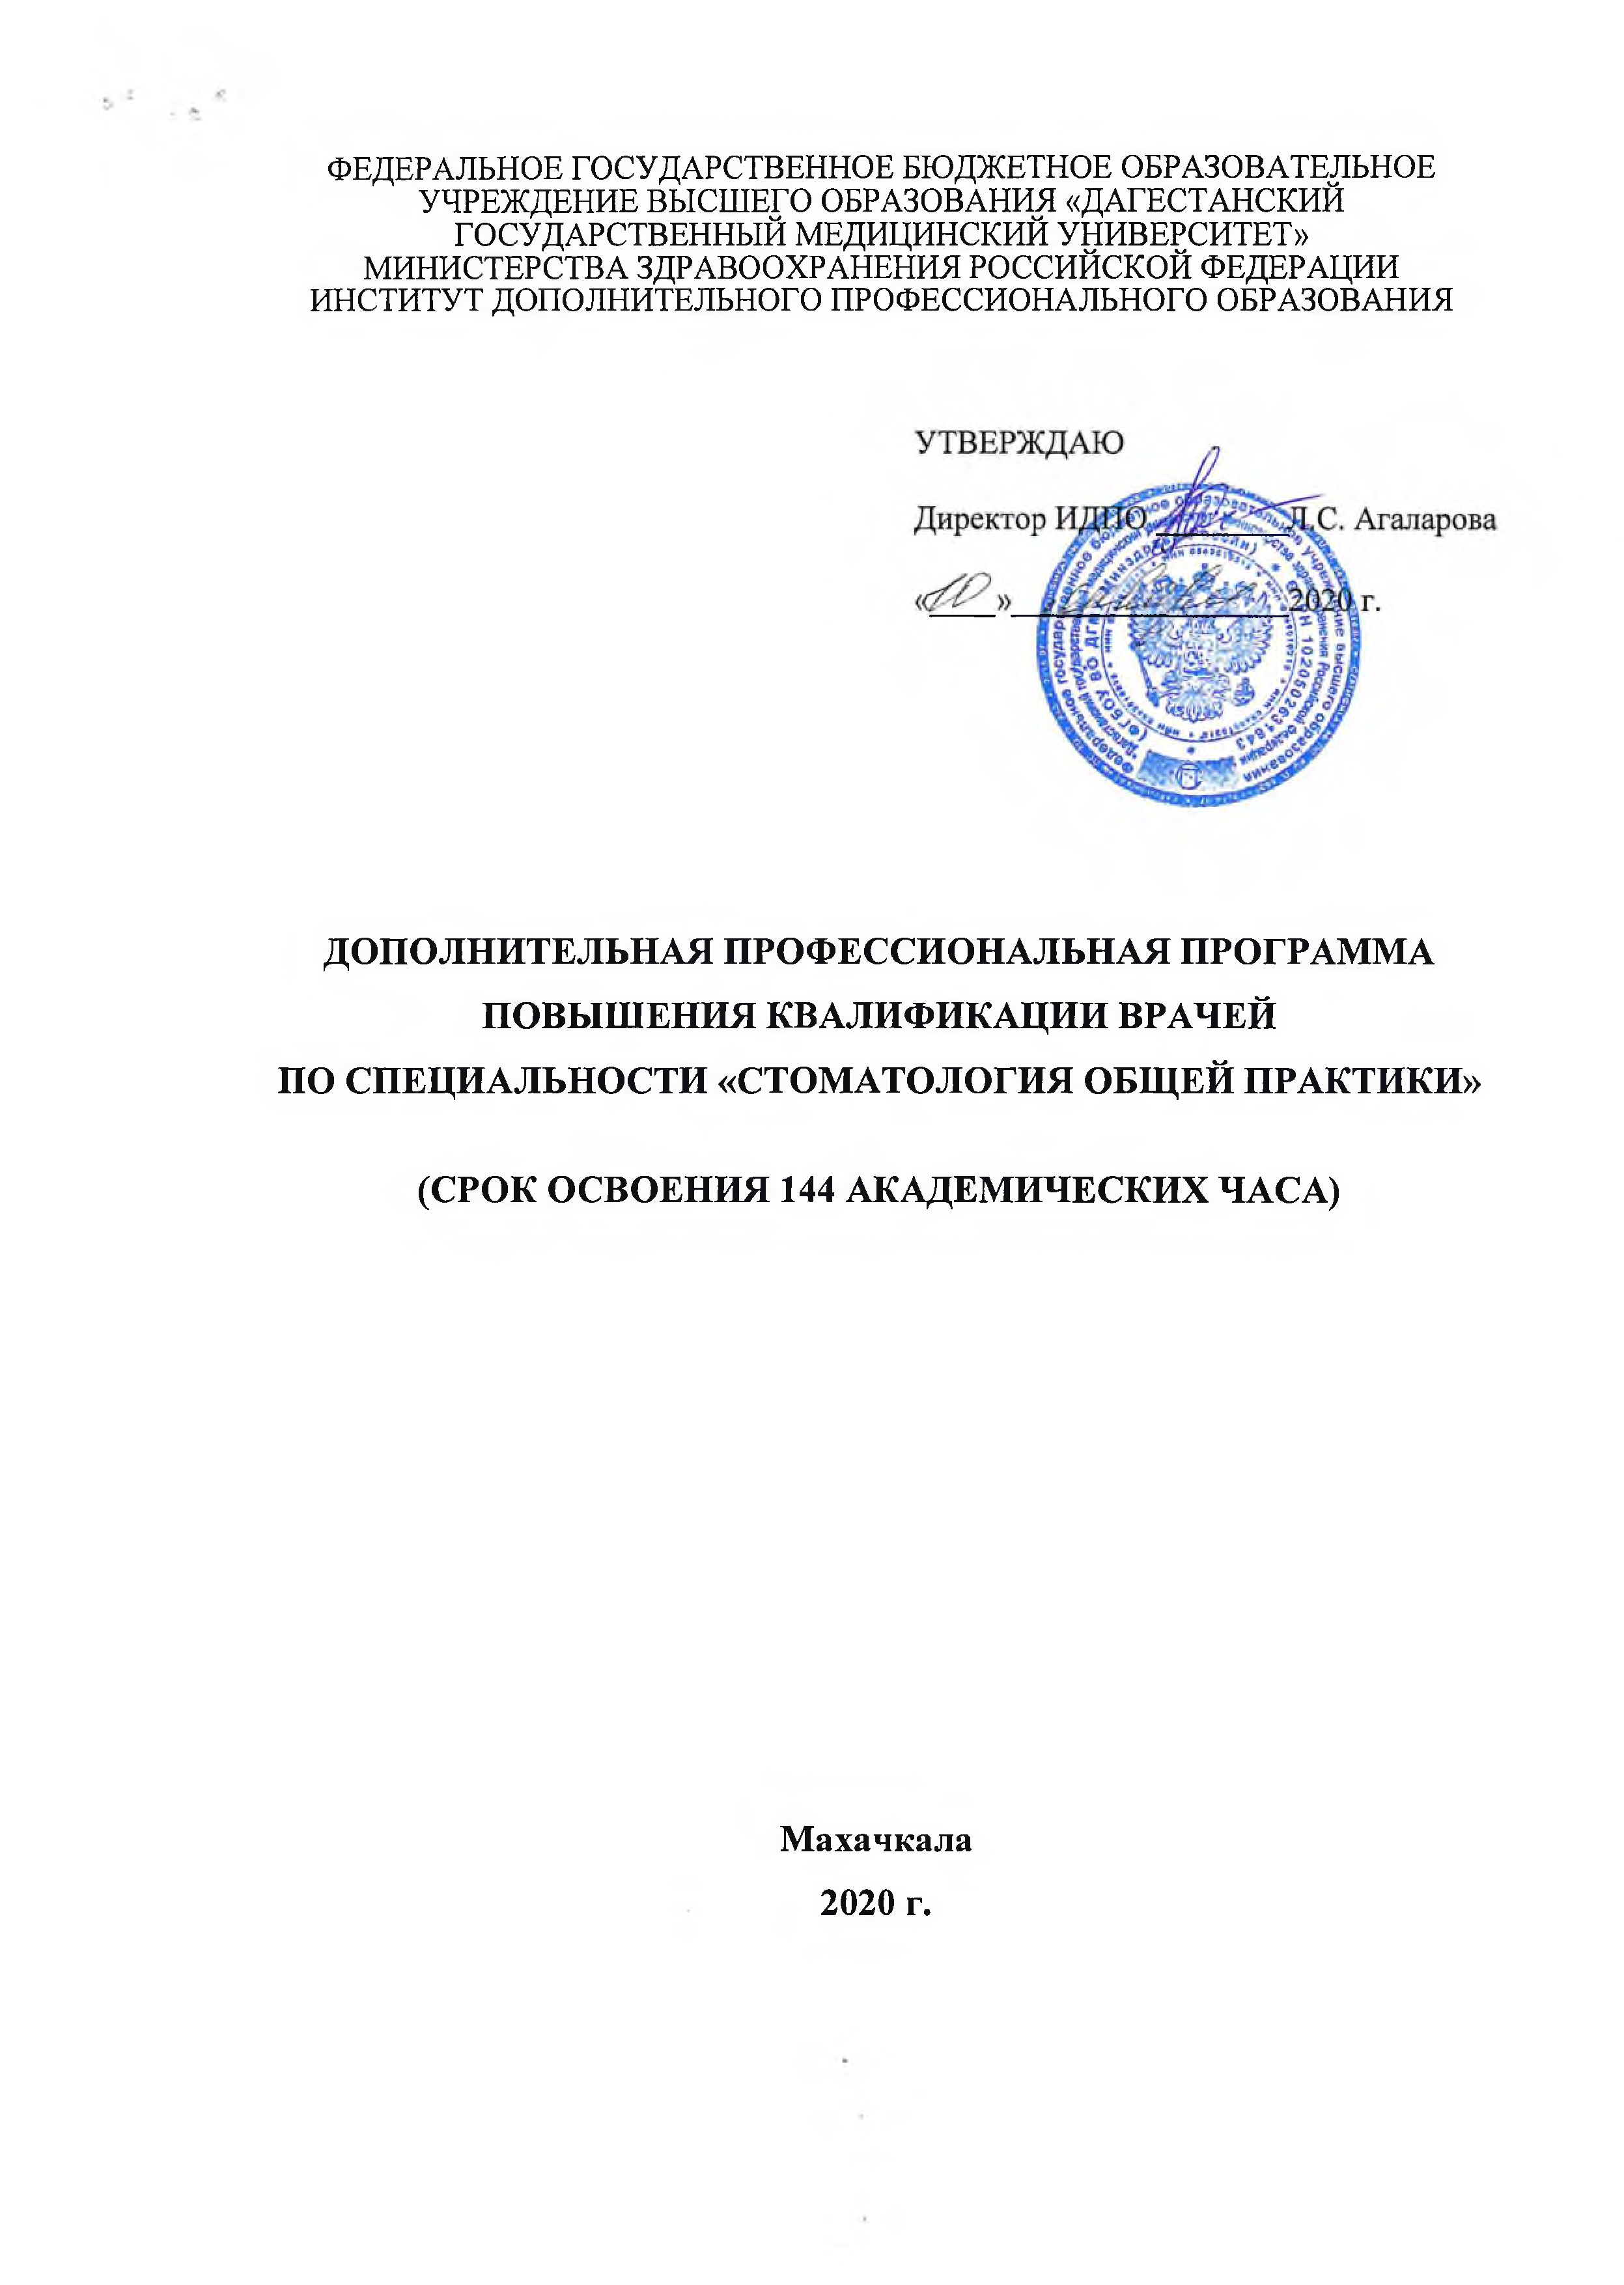 ФЕДЕРАЛЬНОЕ ГОСУДАРСТВЕННОЕ БЮДЖЕТНОЕ ОБРАЗОВАТЕЛЬНОЕ
УЧРЕЖДЕНИЕ ВЫСШЕГО ОБРАЗОВАНИЯ «ДАГЕСТАНСКИЙ
ГОСУДАРСТВЕННЫЙ МЕДИЦИНСКИЙ УНИВЕРСИТЕТ»
МИНИСТЕРСТВА ЗДРАВООХРАНЕНИЯ РОССИЙСКОЙ ФЕДЕРАЦИИ
ИНСТИТУТ ДОПОЛНИТЕЛЬНОГО ПРОФЕССИОНАЛЬНОГО ОБРАЗОВАНИЯ
УТВЕРЖДАЮ
Директор ИДПО Л.С. Агаларова
«10» 2020 г.
ДОПОЛНИТЕЛЬНАЯ ПРОФЕССИОНАЛЬНАЯ ПРОГРАММА
ПОВЫШЕНИЯ КВАЛИФИКАЦИИ ВРАЧЕЙ
ПО СПЕЦИАЛЬНОСТИ «СТОМАТОЛОГИЯ ОБЩЕЙ ПРАКТИКИ»
(СРОК ОСВОЕНИЯ 144 АКАДЕМИЧЕСКИХ ЧАСА)
Махачкала
2020 г.